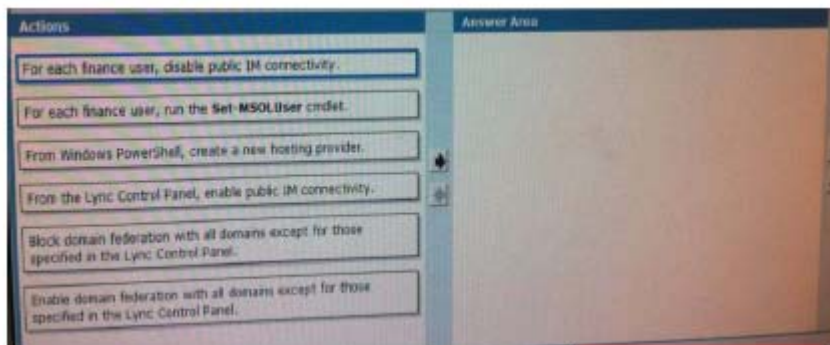 Actions
Answer Area
For each finance user, disable public IM connectivity.
For each finance user, run the Set-MSOLUser cmdlet.
From Windows PowerShell, create a new hosting provider.
From the Lync Control Panel, enable public IM connectivity.
Block domain federation with all domains except for those
specified in the Lync Control Panel.
Enable domain federation with all domains except for those
specified in the Lync Control Panel.